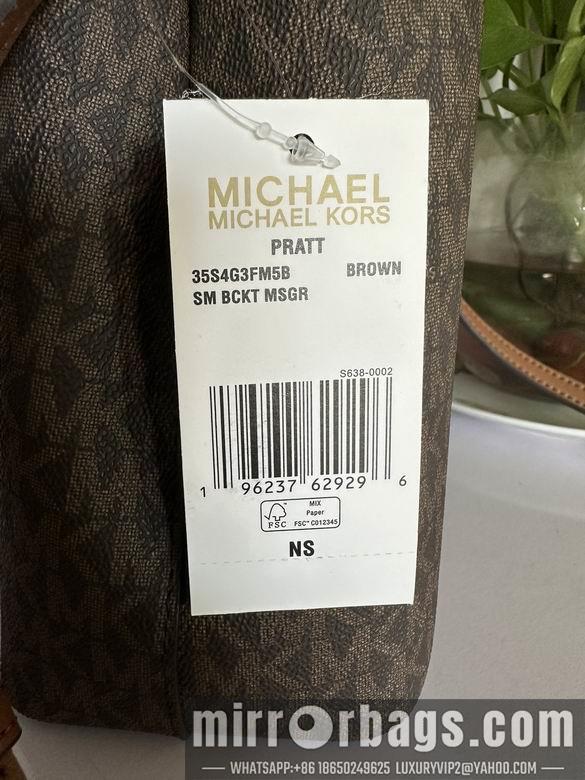 MICHAEL
MICHAEL KORS
PRATT
35S4G3FM5B BROWN
SM BCKT MSGR
S638-0002
1 96237 62929 6
FSC
MIX
Paper
FSC™ C012345
NS
mirrorbags.com
WHATSAPP:+86 18650249625 LUXURYVIP2@YAHOO.COM